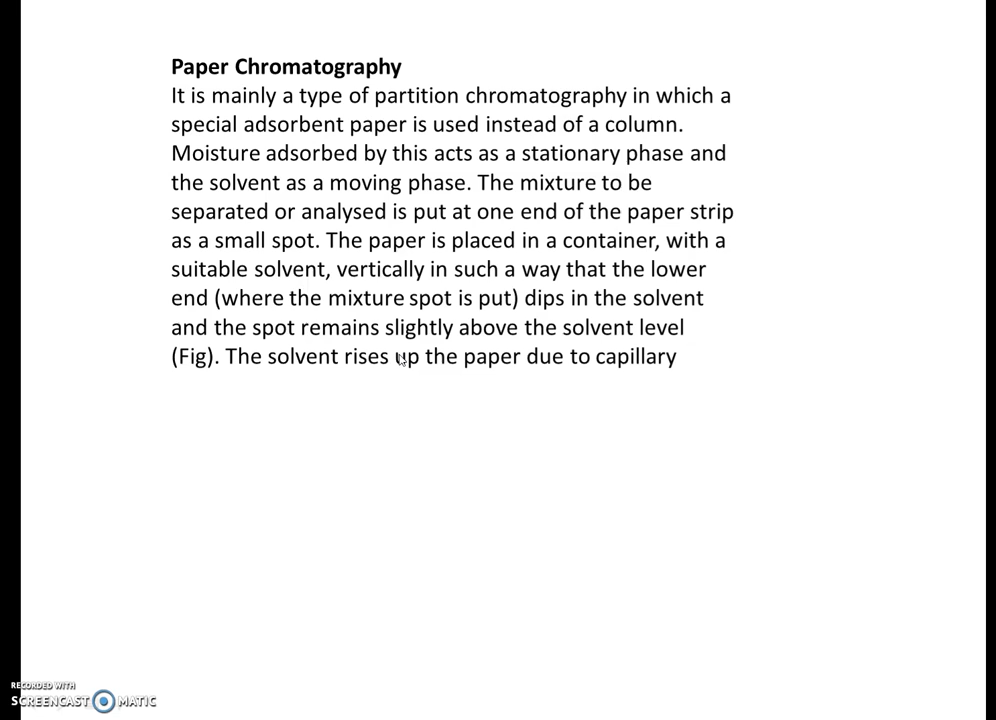 Paper Chromatography
It is mainly a type of partition chromatography in which a
special adsorbent paper is used instead of a column.
Moisture adsorbed by this acts as a stationary phase and
the solvent as a moving phase. The mixture to be
separated or analysed is put at one end of the paper strip
as a small spot. The paper is placed in a container, with a
suitable solvent, vertically in such a way that the lower
end (where the mixture spot is put) dips in the solvent
and the spot remains slightly above the solvent level
(Fig). The solvent rises up the paper due to capillary
RECORDED WITH
SCREENCAST MATIC